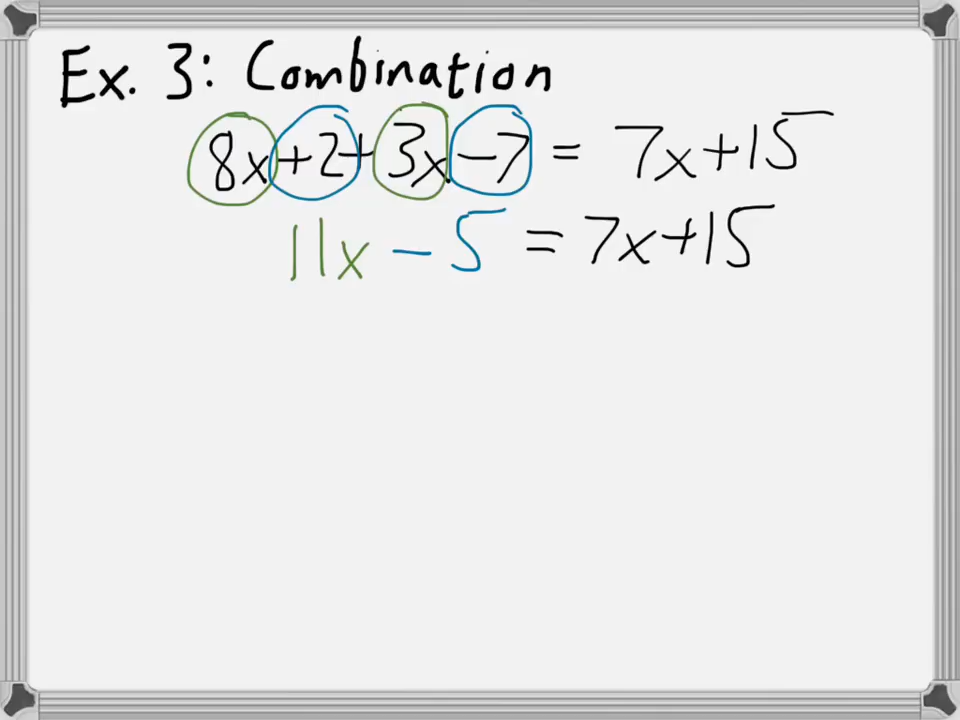 Ex. 3: Combination
8x+2+3x-7 = 7x+15
11x - 5 = 7x+15